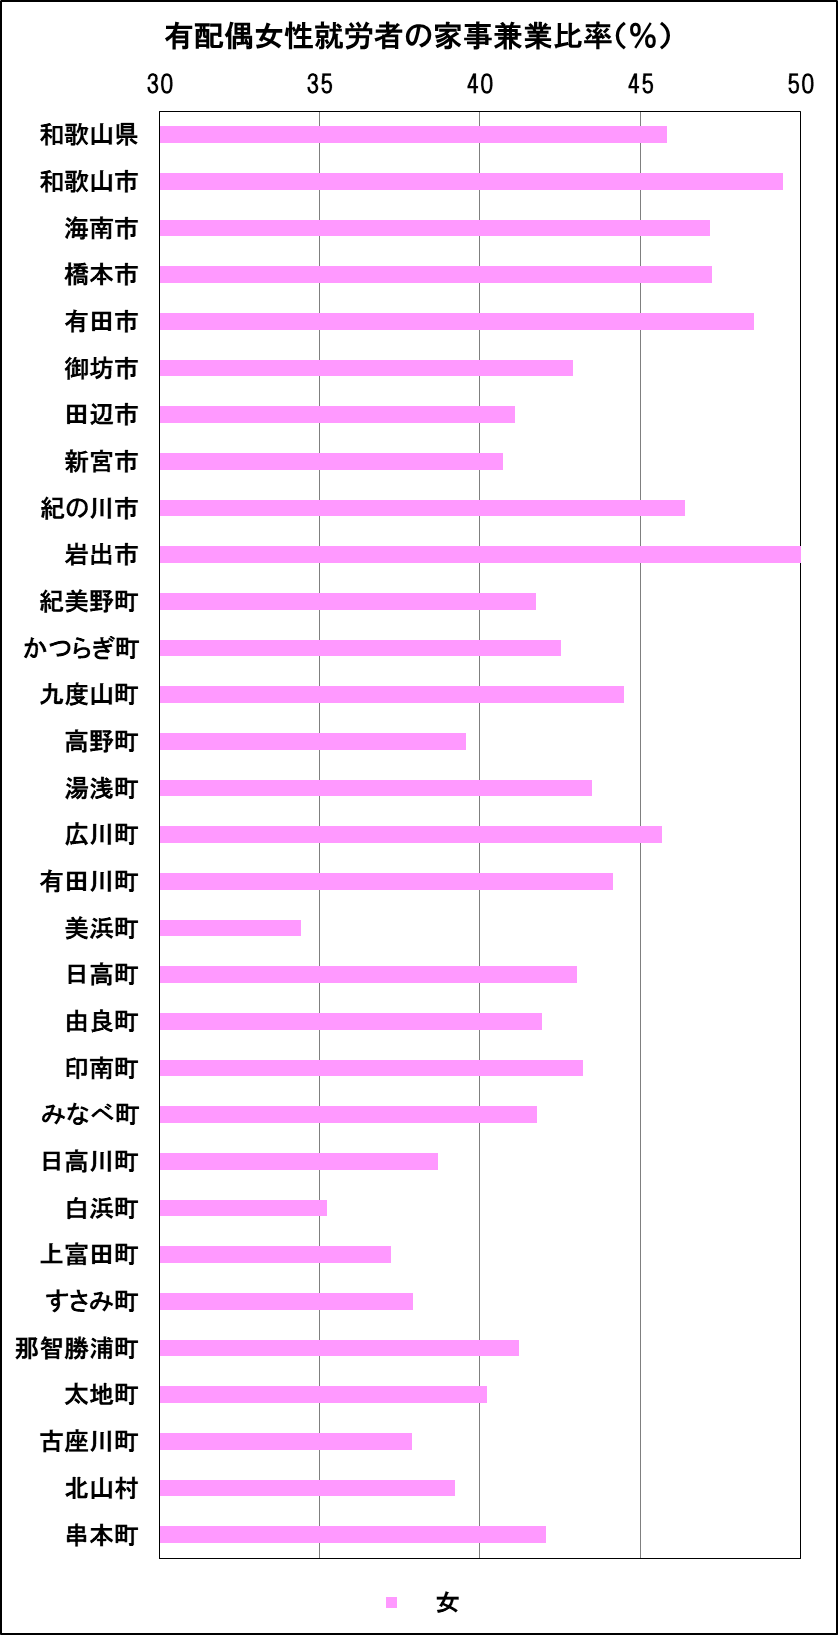 有配偶女性就労者の家事兼業比率(%)
30 35 40 45 50
和歌山県
和歌山市
海南市
橋本市
有田市
御坊市
田辺市
新宮市
紀の川市
岩出市
紀美野町
かつらぎ町
九度山町
高野町
湯浅町
広川町
有田川町
美浜町
日高町
由良町
印南町
みなべ町
日高川町
白浜町
上富田町
すさみ町
那智勝浦町
太地町
古座川町
北山村
串本町
女